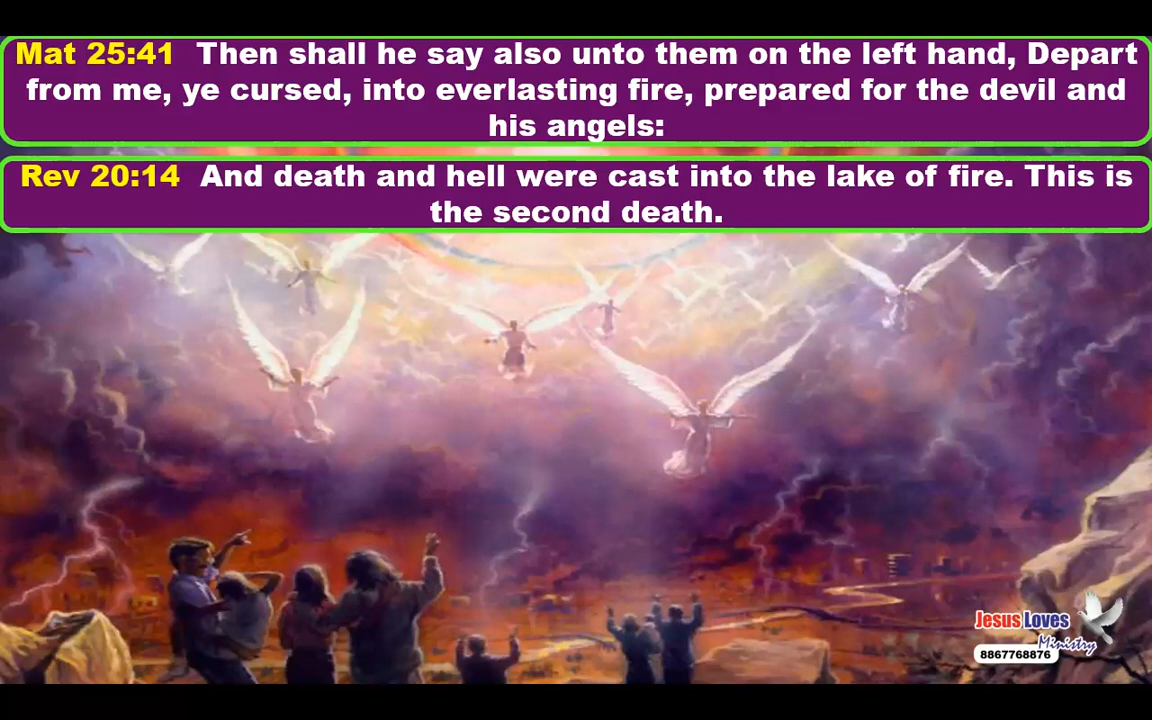 Mat 25:41 Then shall he say also unto them on the left hand, Depart
from me, ye cursed, into everlasting fire, prepared for the devil and
his angels:
Rev 20:14 And death and hell were cast into the lake of fire. This is
the second death.
Jesus Loves
Ministry
8867768876